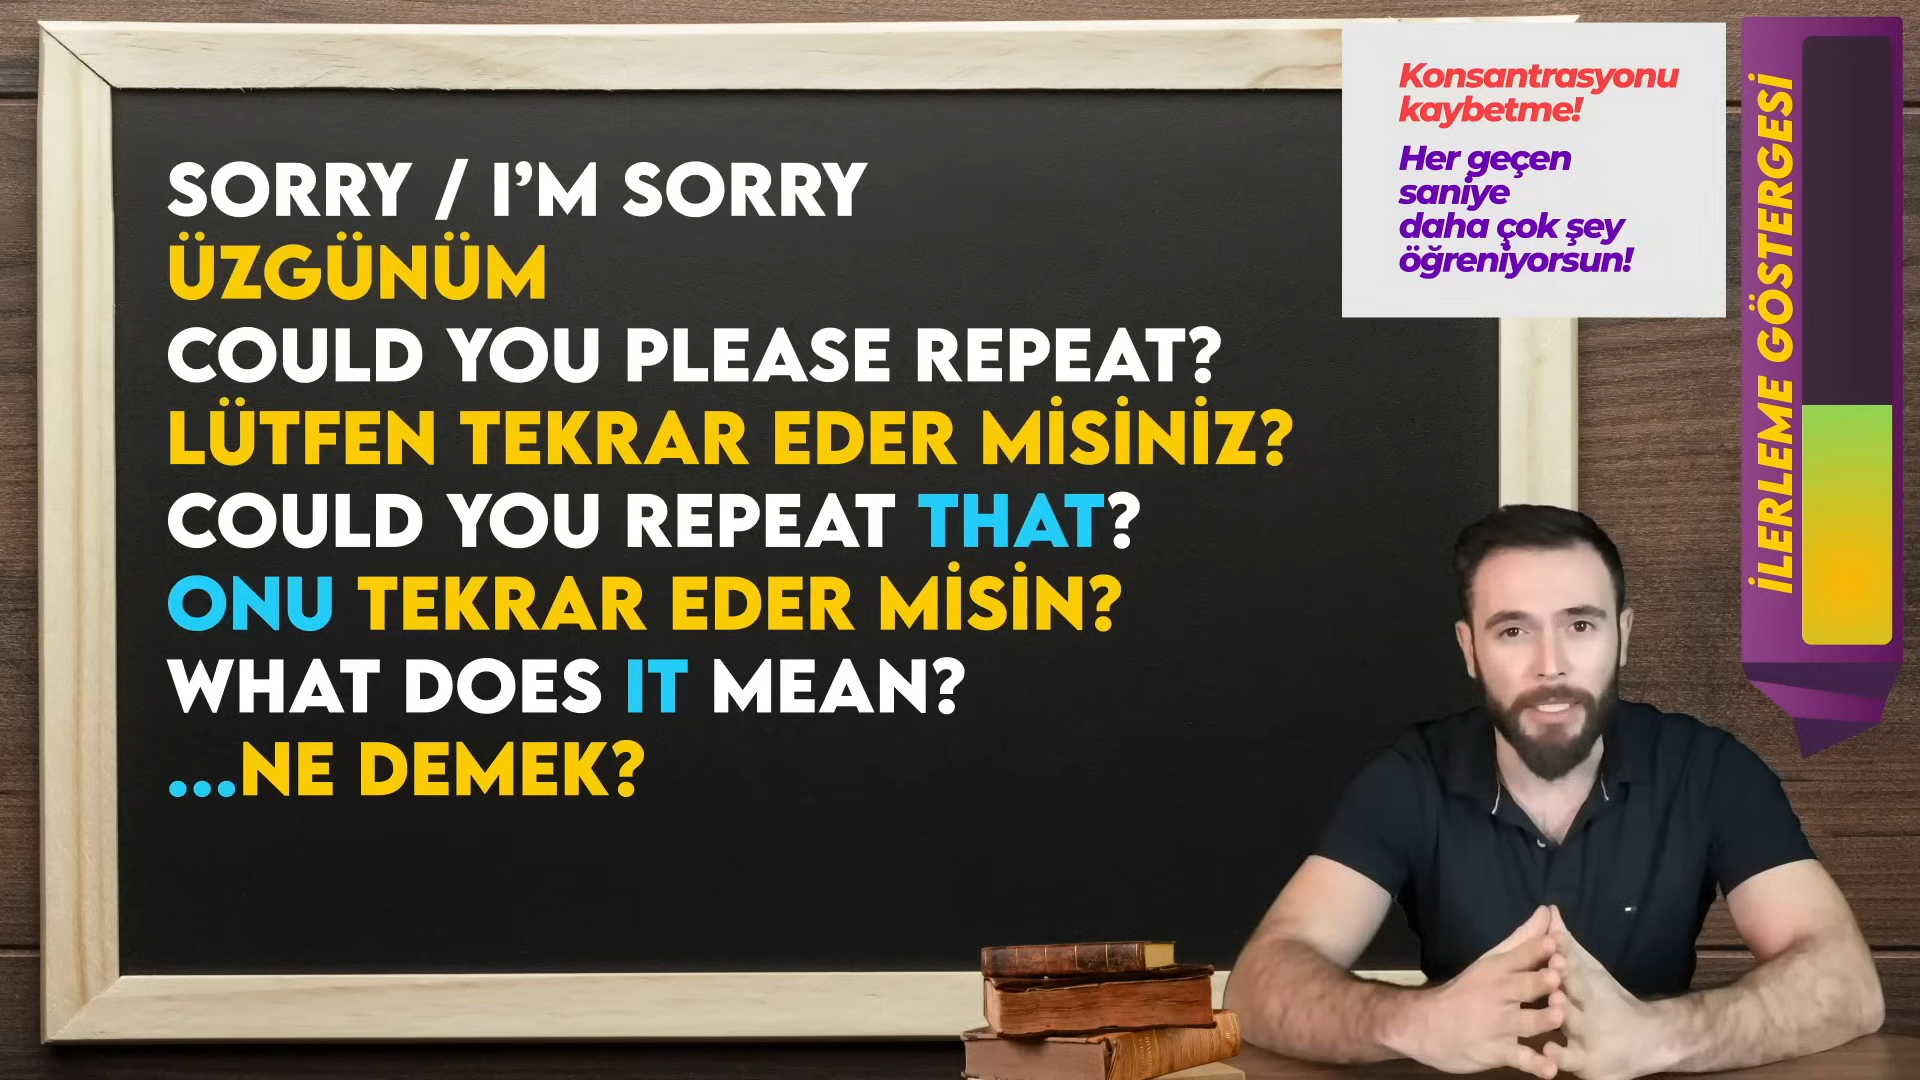 SORRY / I'M SORRY
ÜZGÜNÜM
COULD YOU PLEASE REPEAT?
LÜTFEN TEKRAR EDER MİSİNİZ?
COULD YOU REPEAT THAT?
ONU TEKRAR EDER MİSİN?
WHAT DOES IT MEAN?
...NE DEMEK?
Konsantrasyonu
kaybetme!
Her geçen
saniye
daha çok şey
öğreniyorsun!
İLERLEME GÖSTERGESİ